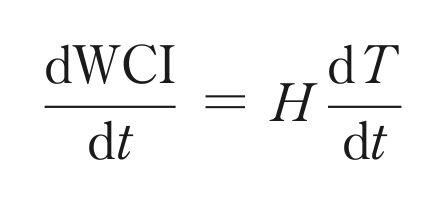 dWCI/dt = H dT/dt